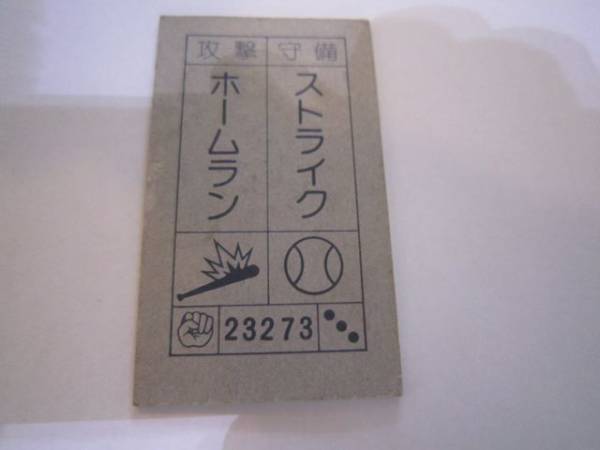 攻撃 守備
ホームラン
ストライク
23273